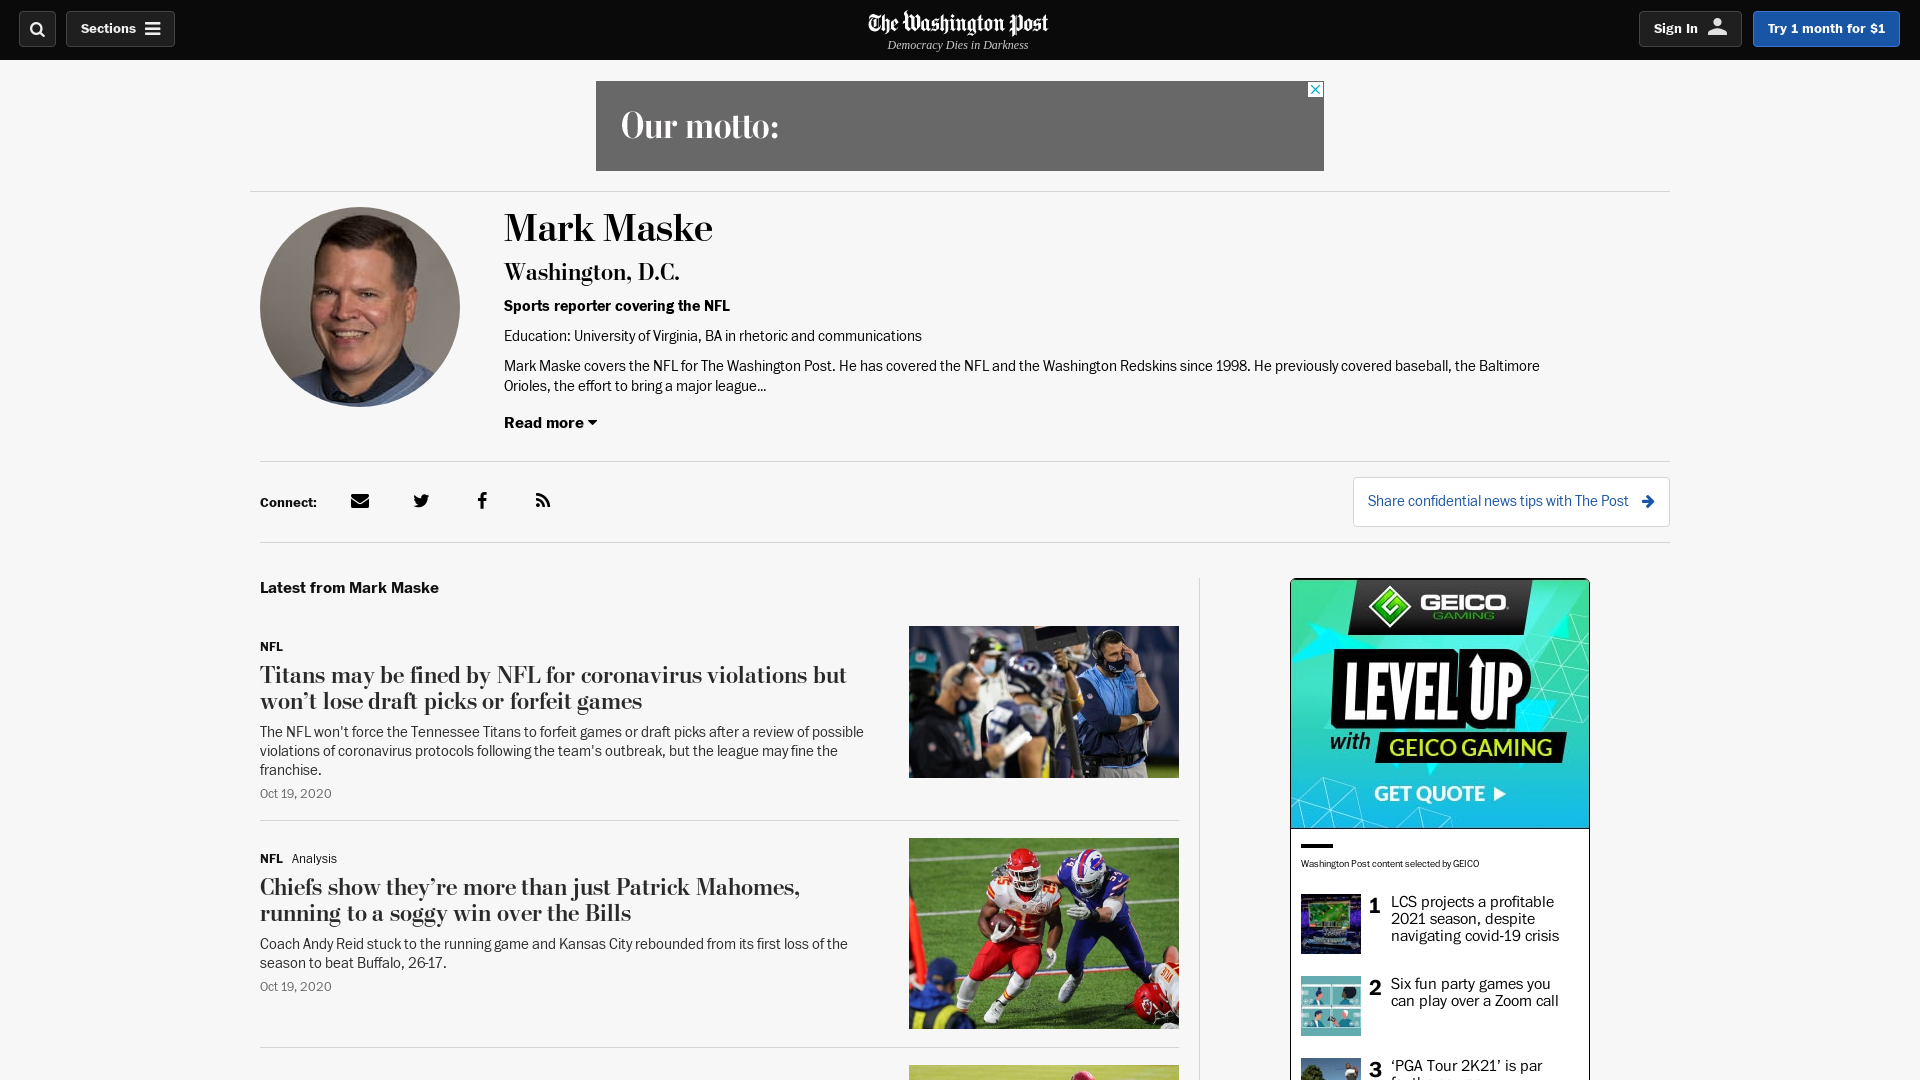 Sections
The Washington Post
Democracy Dies in Darkness
Sign In
Try 1 month for $1
Our motto:
Mark Maske
Washington, D.C.
Sports reporter covering the NFL
Education: University of Virginia, BA in rhetoric and communications
Mark Maske covers the NFL for The Washington Post. He has covered the NFL and the Washington Redskins since 1998. He previously covered baseball, the Baltimore
Orioles, the effort to bring a major league...
Read more
Connect:
Share confidential news tips with The Post
Latest from Mark Maske
NFL
Titans may be fined by NFL for coronavirus violations but
won’t lose draft picks or forfeit games
The NFL won't force the Tennessee Titans to forfeit games or draft picks after a review of possible
violations of coronavirus protocols following the team's outbreak, but the league may fine the
franchise.
Oct 19, 2020
NFL Analysis
Chiefs show they’re more than just Patrick Mahomes,
running to a soggy win over the Bills
Coach Andy Reid stuck to the running game and Kansas City rebounded from its first loss of the
season to beat Buffalo, 26-17.
Oct 19, 2020
GEICO
GAMING
LEVEL UP
with GEICO GAMING
GET QUOTE
Washington Post content selected by GEICO
1 LCS projects a profitable
2021 season, despite
navigating covid-19 crisis
2 Six fun party games you
can play over a Zoom call
3 ‘PGA Tour 2K21’ is par